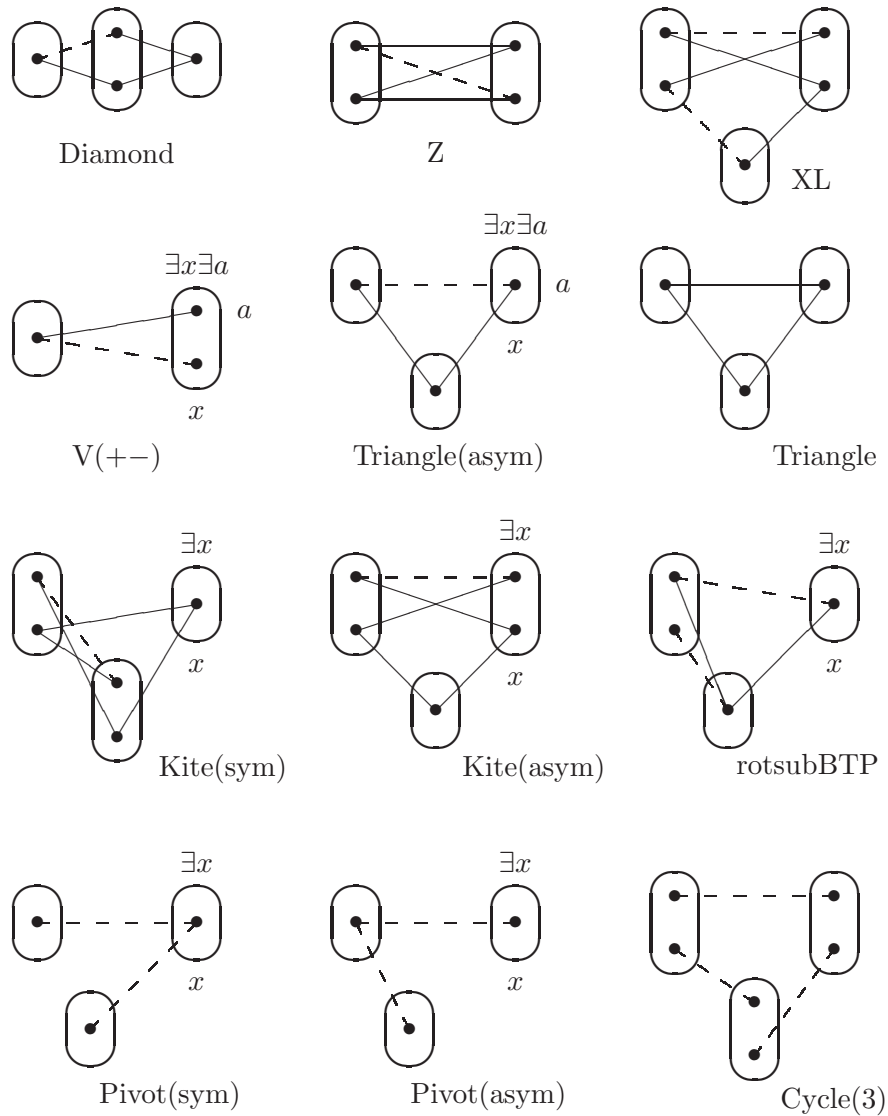 Diamond
Z
XL
∃x∃a
a
x
V(+−)
∃x∃a
a
x
Triangle(asym)
Triangle
∃x
x
Kite(sym)
∃x
x
Kite(asym)
∃x
x
rotsubBTP
∃x
x
Pivot(sym)
∃x
x
Pivot(asym)
Cycle(3)